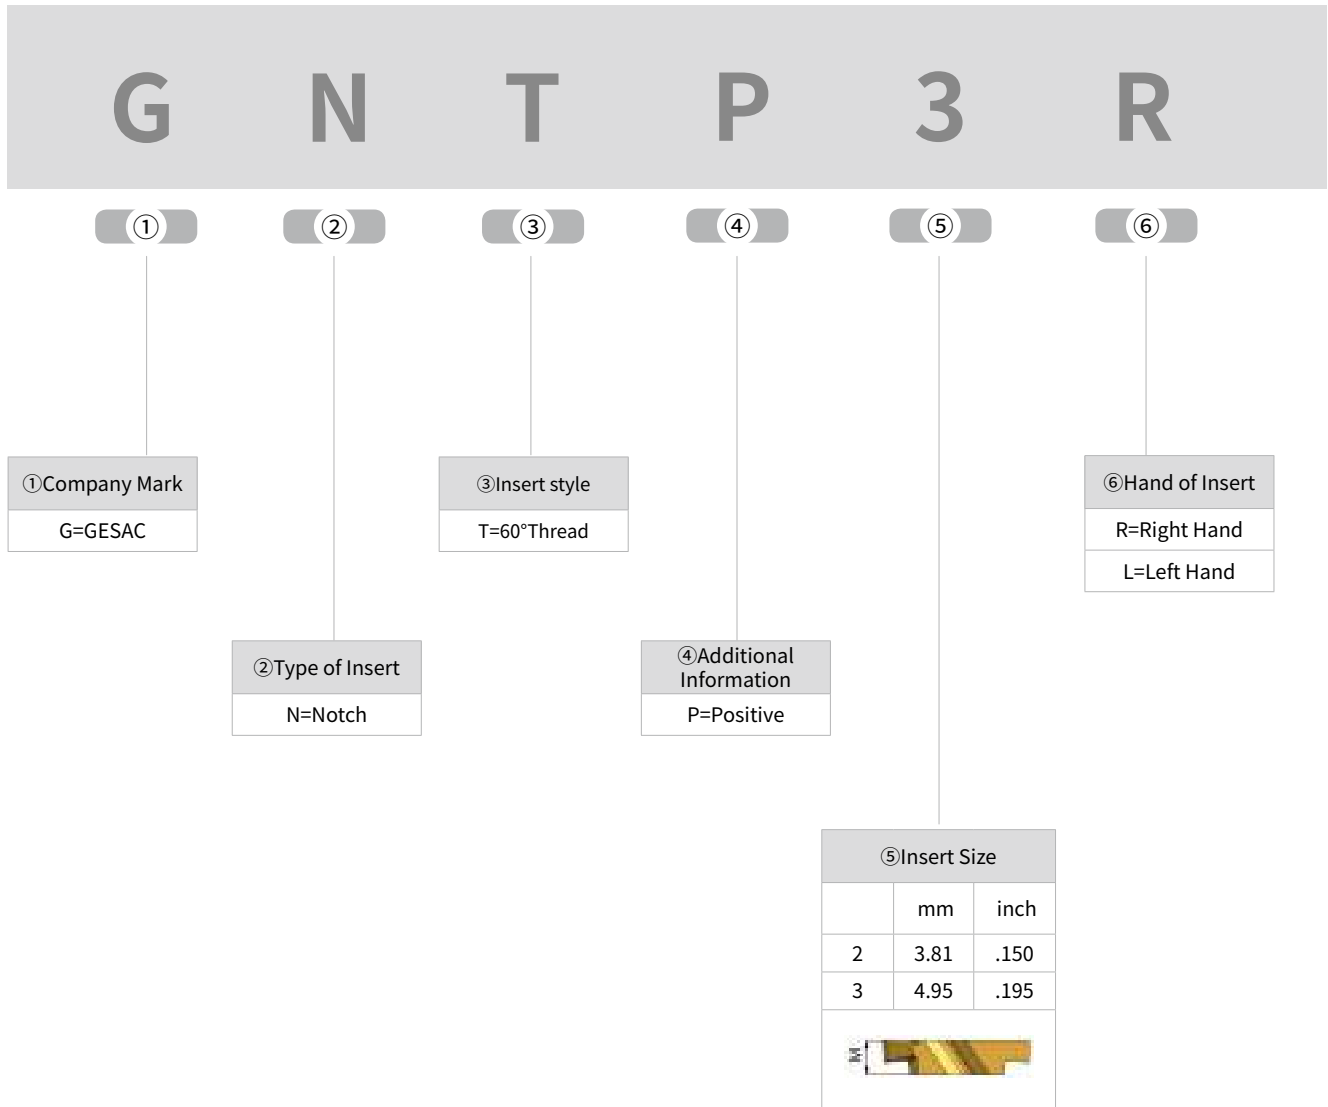 G N T P 3 R
① ② ③ ④ ⑤ ⑥
①Company Mark
G=GESAC
②Type of Insert
N=Notch
③Insert style
T=60°Thread
④Additional
Information
P=Positive
⑤Insert Size
mm inch
2 3.81 .150
3 4.95 .195
M
⑥Hand of Insert
R=Right Hand
L=Left Hand